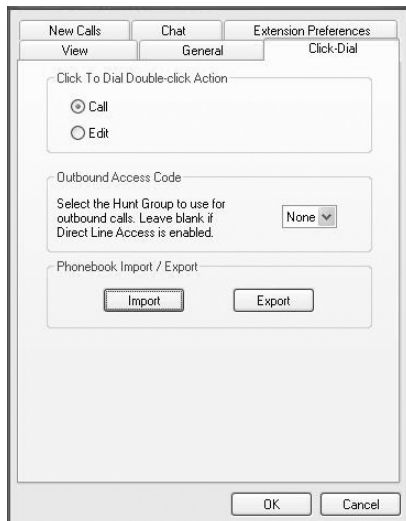 New Calls Chat Extension Preferences
View General Click-Dial
Click To Dial Double-click Action
Call
Edit
Outbound Access Code
Select the Hunt Group to use for
outbound calls. Leave blank if
Direct Line Access is enabled.
None
Phonebook Import / Export
Import Export
OK Cancel